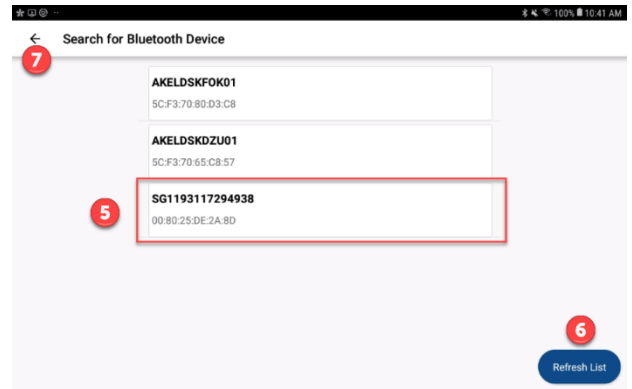 100% 10:41 AM
Search for Bluetooth Device
7
AKELDSKFOK01
5C:F3:70:80:D3:C8
AKELDSKDZU01
5C:F3:70:65:C8:57
SG1193117294938
00:80:25:DE:2A:8D
5
6
Refresh List